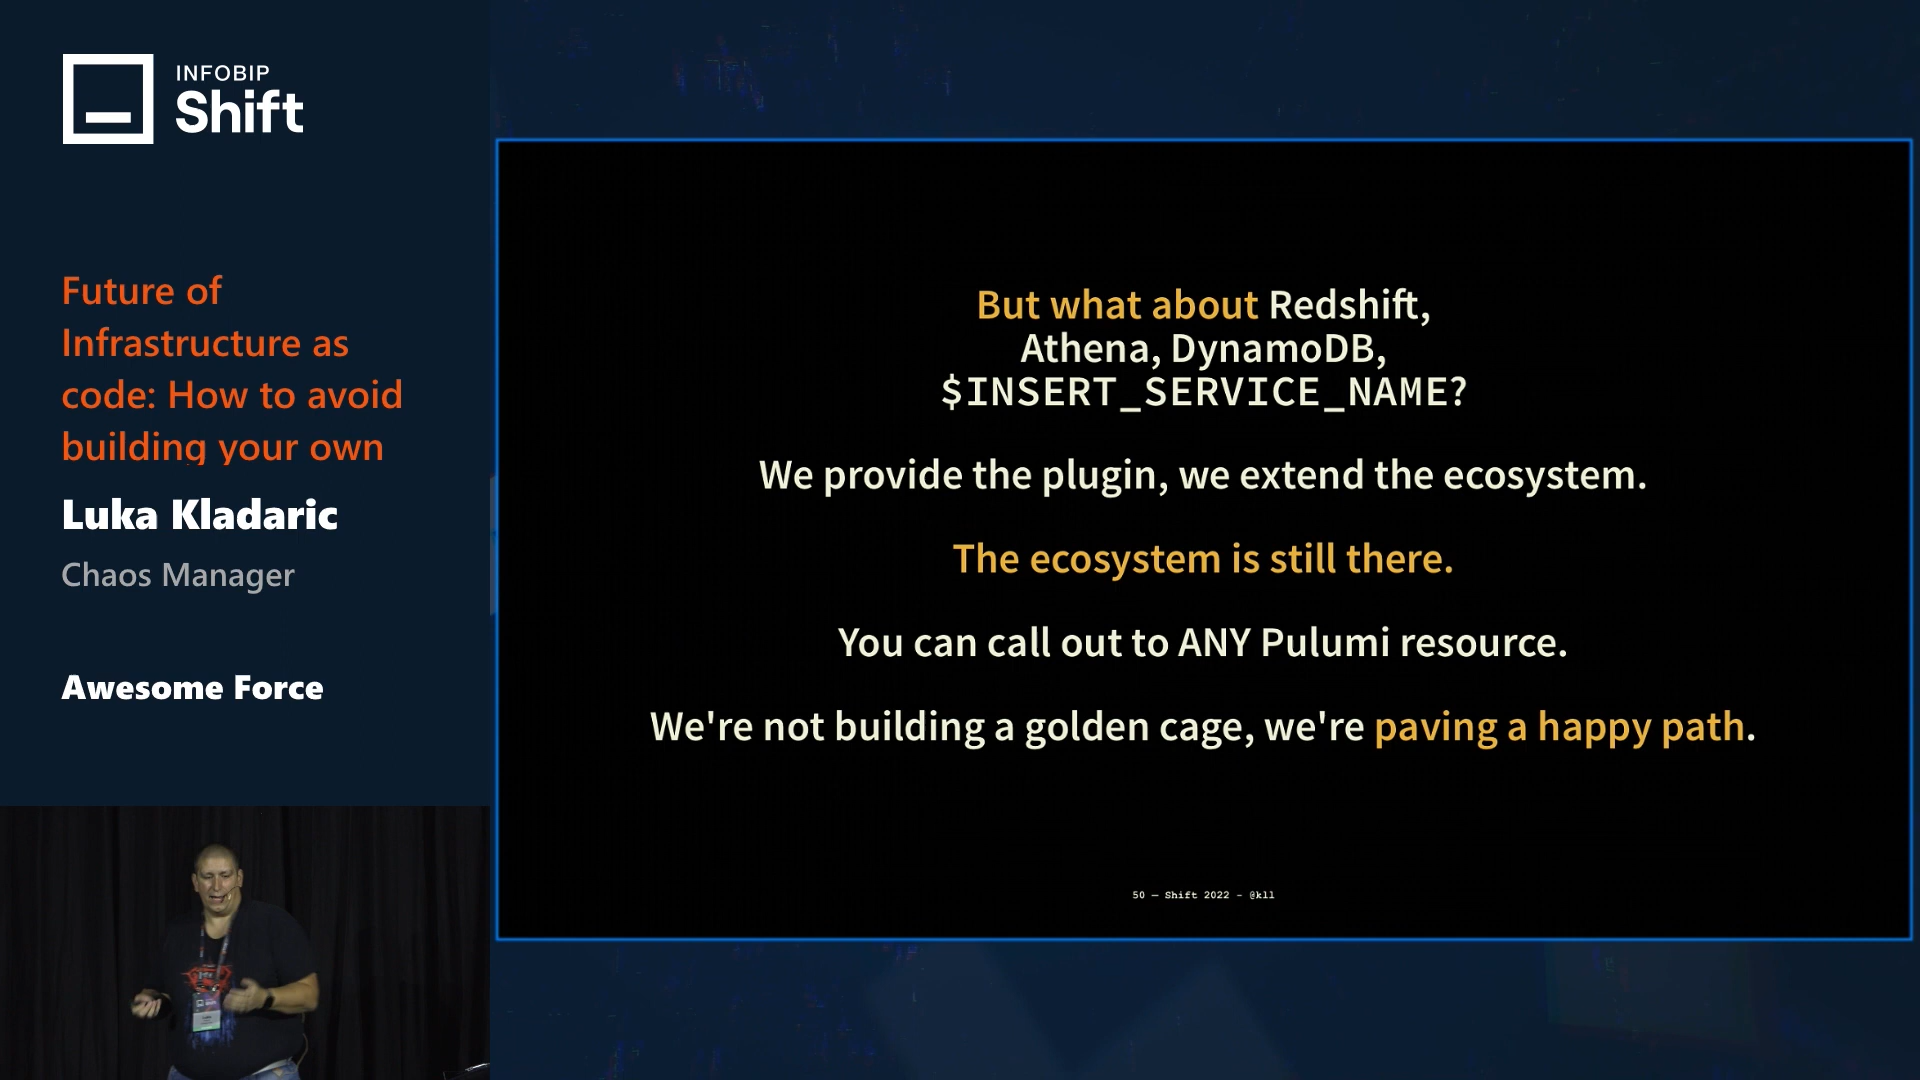 INFOBIP
Shift
Future of
Infrastructure as
code: How to avoid
building your own
Luka Kladaric
Chaos Manager
Awesome Force
But what about Redshift,
Athena, DynamoDB,
$INSERT_SERVICE_NAME?
We provide the plugin, we extend the ecosystem.
The ecosystem is still there.
You can call out to ANY Pulumi resource.
We're not building a golden cage, we're paving a happy path.
50 — Shift 2022 - @kll